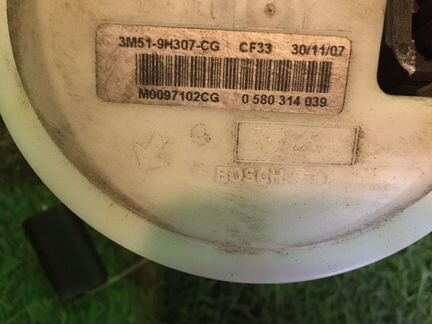 3M51-9H307-CG CF33 30/11/07
M0097102CG 0 580 314 039
BOSCH